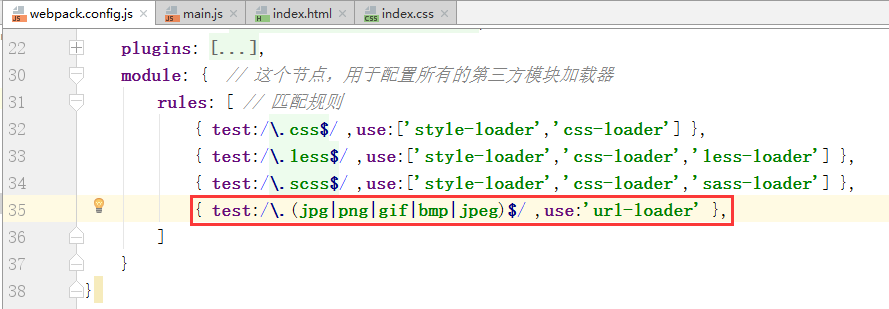 webpack.config.js × main.js × index.html × index.css ×
22 plugins: [...],
30 module: { // 这个节点，用于配置所有的第三方模块加载器
31 rules: [ // 匹配规则
32 { test:/\.css$/ ,use:['style-loader','css-loader'] },
33 { test:/\.less$/ ,use:['style-loader','css-loader','less-loader'] },
34 { test:/\.scss$/ ,use:['style-loader','css-loader','sass-loader'] },
35 { test:/\.(jpg|png|gif|bmp|jpeg)$/ ,use:'url-loader' },
36 ]
37 }
38 }